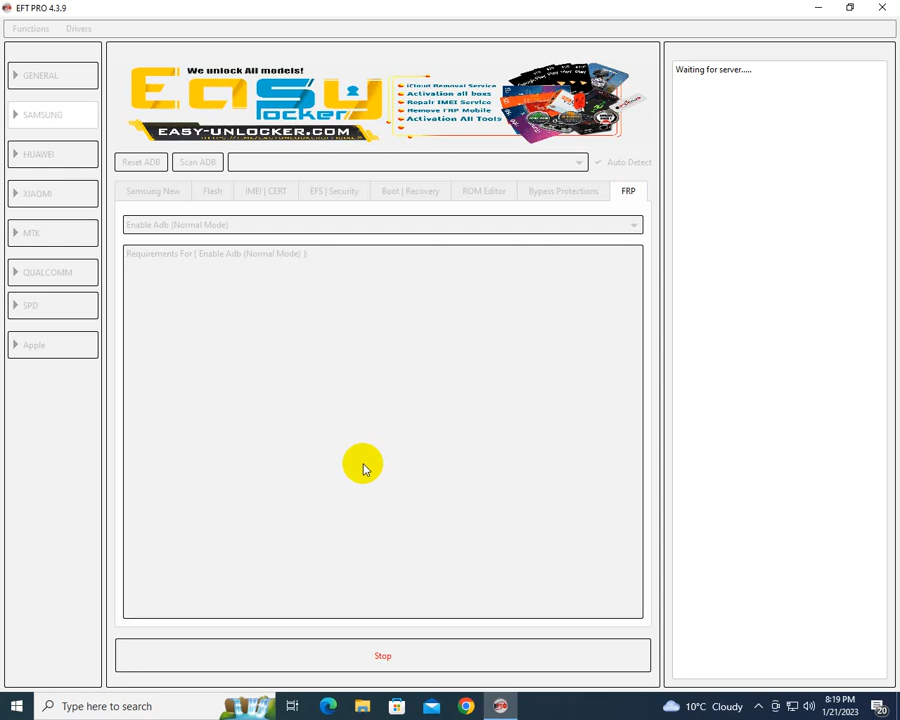 EFT PRO 4.3.9
Functions Drivers
GENERAL
SAMSUNG
HUAWEI
XIAOMI
MTK
QUALCOMM
SPD
Apple
We unlock All models!
Easy
locker
EASY-UNLOCKER.COM
iCloud Removal Service
Activation all boxs
Repair IMEI Service
Remove FRP Mobile
Activation All Tools
Reset ADB Scan ADB Auto Detect
Samsung New Flash IMEI | CERT EFS | Security Boot | Recovery ROM Editor Bypass Protections FRP
Enable Adb (Normal Mode)
Requirements For ( Enable Adb (Normal Mode) )
Stop
Waiting for server.....
Type here to search
10°C Cloudy
8:19 PM
1/21/2023
20